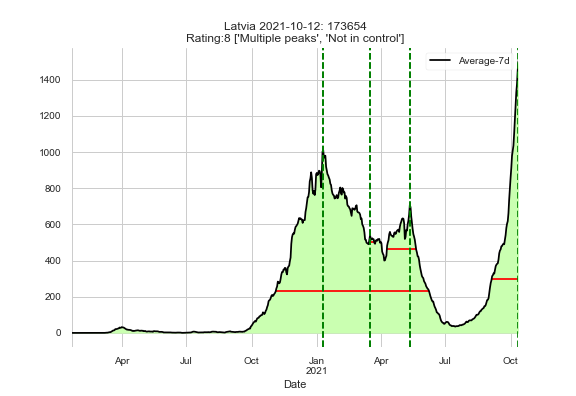 Latvia 2021-10-12: 173654
Rating:8 ['Multiple peaks', 'Not in control']
Average-7d
1400
1200
1000
800
600
400
200
0
Apr Jul Oct Jan Apr Jul Oct
2021
Date